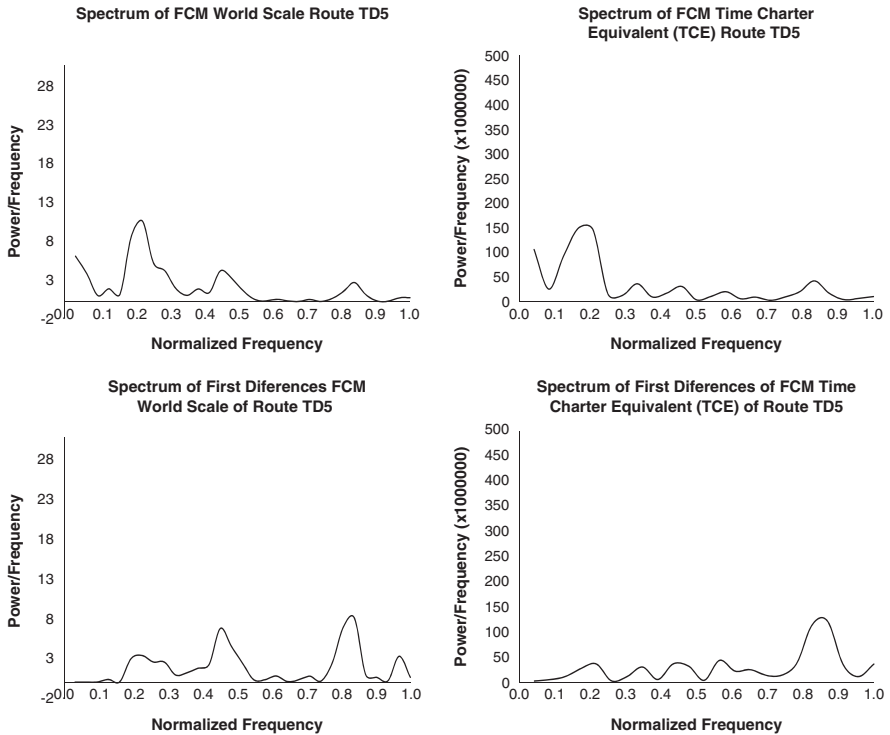 Spectrum of FCM World Scale Route TD5
28
23
18
13
8
3
-2
0.0 0.1 0.2 0.3 0.4 0.5 0.6 0.7 0.8 0.9 1.0
Power/Frequency
Normalized Frequency
Spectrum of FCM Time Charter
Equivalent (TCE) Route TD5
500
450
400
350
300
250
200
150
100
50
0
0.0 0.1 0.2 0.3 0.4 0.5 0.6 0.7 0.8 0.9 1.0
Power/Frequency (x1000000)
Normalized Frequency
Spectrum of First Diferences FCM
World Scale of Route TD5
28
23
18
13
8
3
-2
0.0 0.1 0.2 0.3 0.4 0.5 0.6 0.7 0.8 0.9 1.0
Power/Frequency
Normalized Frequency
Spectrum of First Diferences of FCM Time
Charter Equivalent (TCE) of Route TD5
500
450
400
350
300
250
200
150
100
50
0
0.0 0.1 0.2 0.3 0.4 0.5 0.6 0.7 0.8 0.9 1.0
Power/Frequency (x1000000)
Normalized Frequency